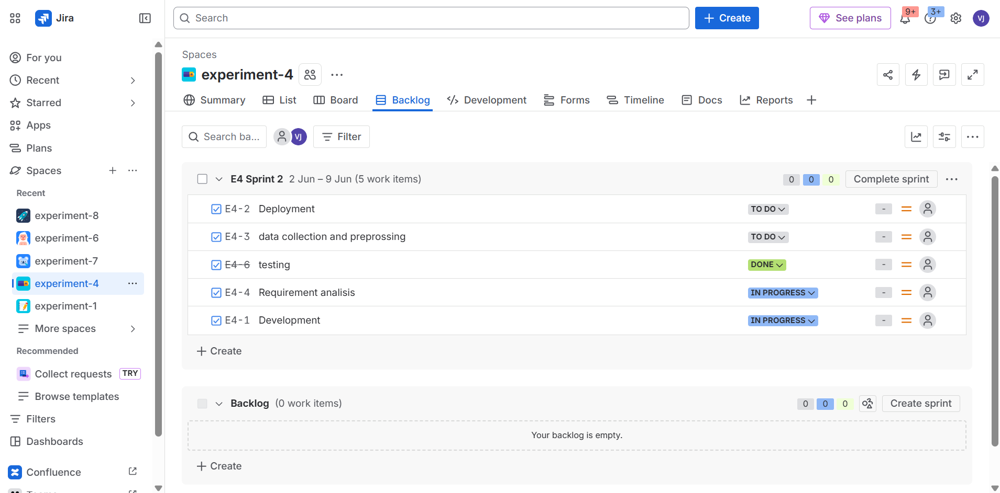 Jira
Search
Create
See plans
9+
3+
VJ
For you
Recent
Starred
Apps
Plans
Spaces
Recent
experiment-8
experiment-6
experiment-7
experiment-4
experiment-1
More spaces
Recommended
Collect requests TRY
Browse templates
Filters
Dashboards
Confluence
Spaces
experiment-4
Summary List Board Backlog Development Forms Timeline Docs Reports
Search ba... VJ Filter
E4 Sprint 2 2 Jun – 9 Jun (5 work items) 0 0 0 Complete sprint
E4-2 Deployment TO DO -
E4-3 data collection and preprossing TO DO -
E4-6 testing DONE -
E4-4 Requirement analisis IN PROGRESS -
E4-1 Development IN PROGRESS -
Create
Backlog (0 work items) 0 0 0 Create sprint
Your backlog is empty.
Create